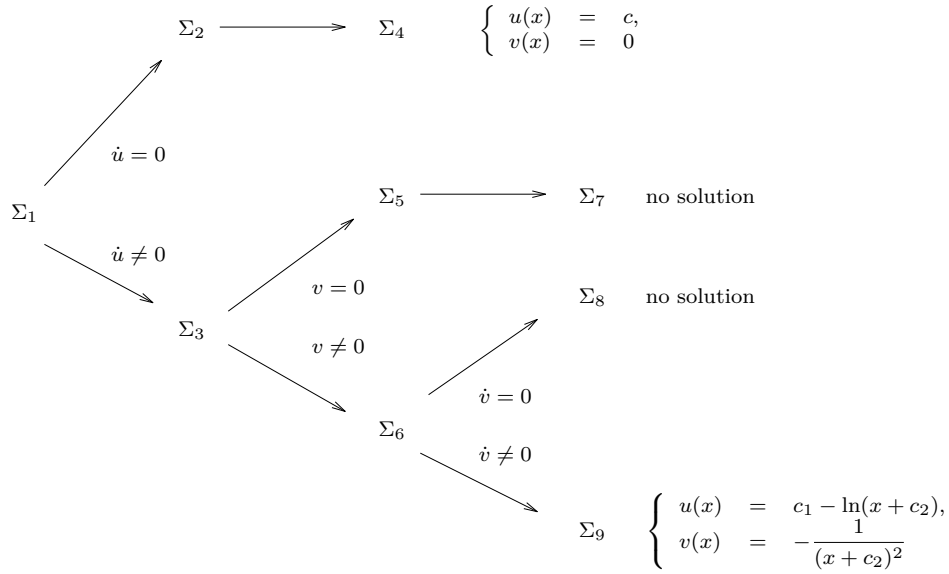 Σ₂ Σ₄ { u(x) = c,
v(x) = 0
u̇ = 0
Σ₅ Σ₇ no solution
Σ₁
u̇ ≠ 0
v = 0
Σ₈ no solution
Σ₃
v ≠ 0
v̇ = 0
Σ₆
v̇ ≠ 0
Σ₉ { u(x) = c₁ − ln(x + c₂),
v(x) = −1/(x + c₂)²